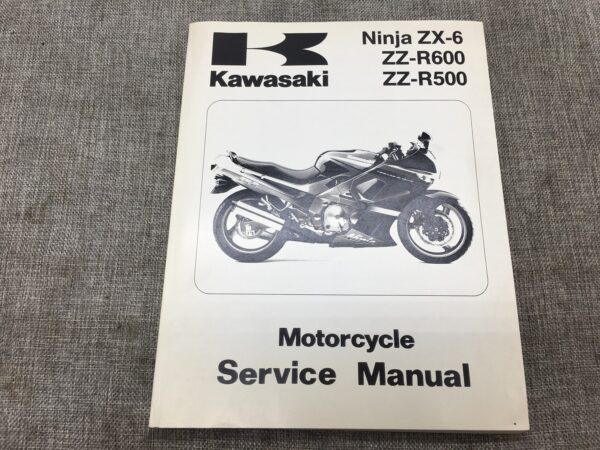 Kawasaki
Ninja ZX-6
ZZ-R600
ZZ-R500
Motorcycle
Service Manual